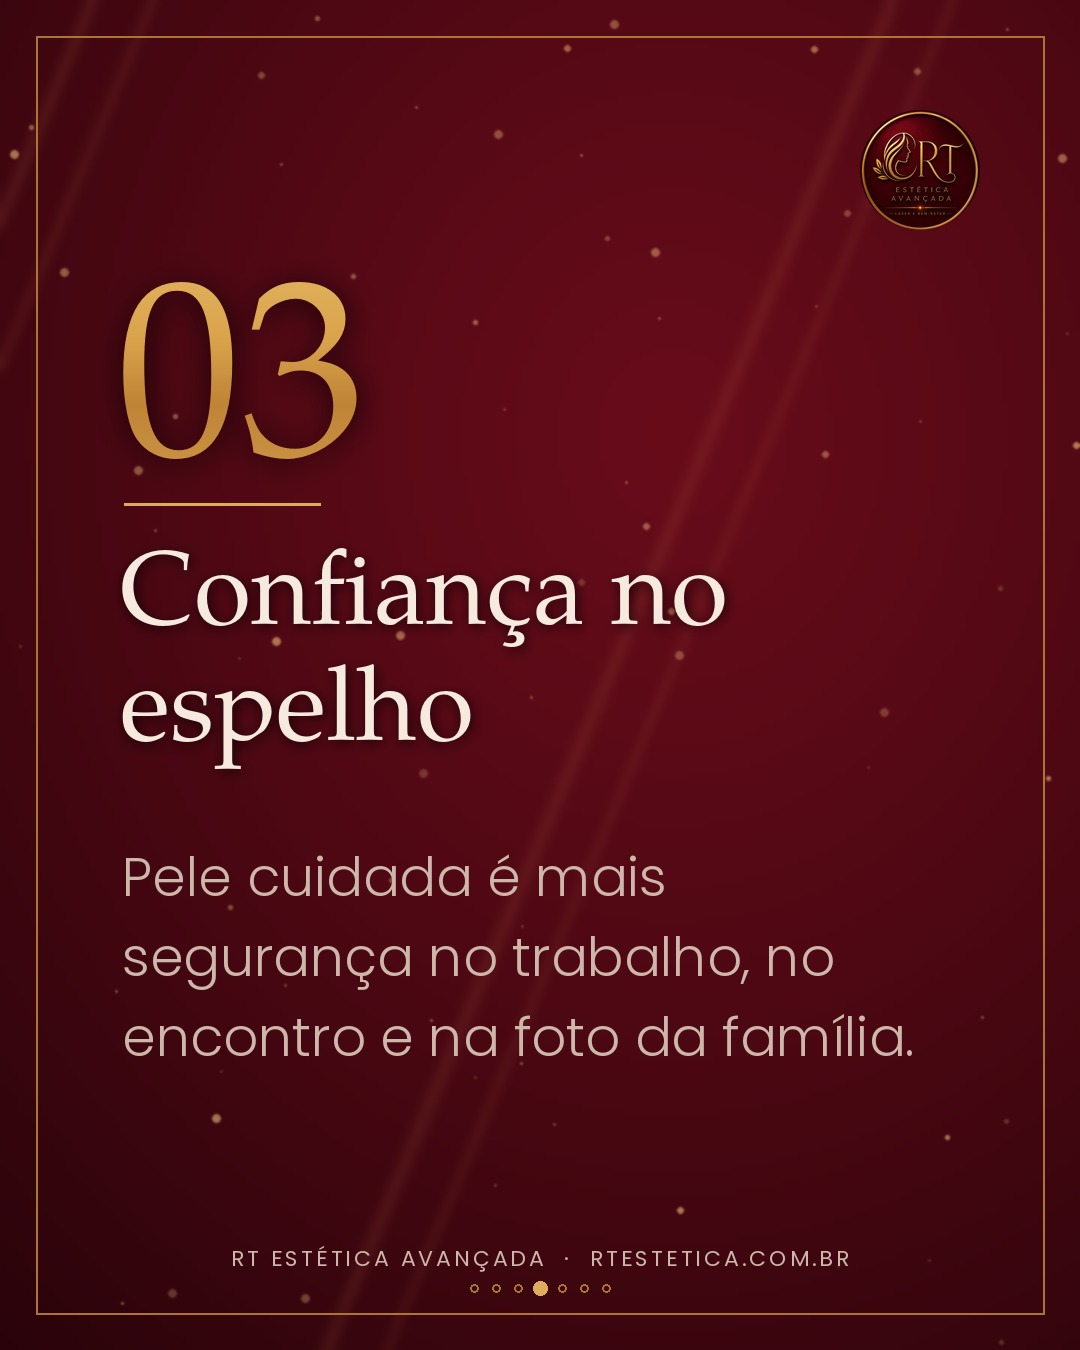 RT
ESTÉTICA
AVANÇADA
03
Confiança no
espelho
Pele cuidada é mais
segurança no trabalho, no
encontro e na foto da família.
RT ESTÉTICA AVANÇADA · RTESTETICA.COM.BR